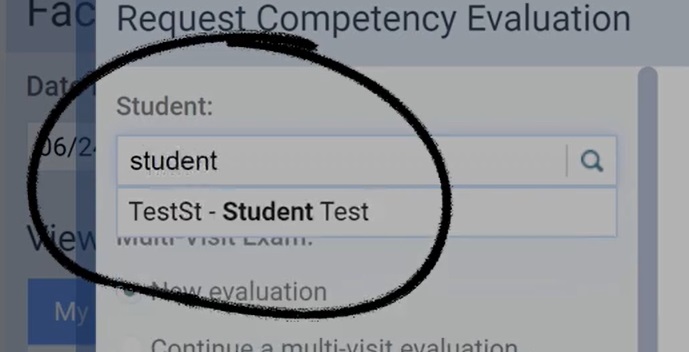 Fac
Request Competency Evaluation
Date
Student:
06/2
student
TestSt - Student Test
View
Multi-Visit Exam:
New evaluation
My
Continue a multi-visit evaluation